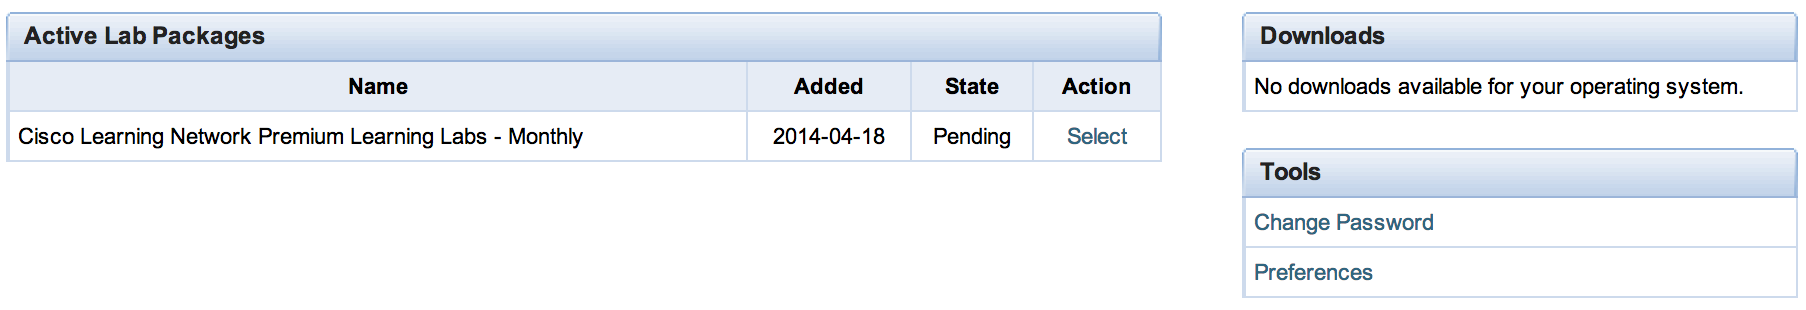 Active Lab Packages
Name Added State Action
Cisco Learning Network Premium Learning Labs - Monthly 2014-04-18 Pending Select
Downloads
No downloads available for your operating system.
Tools
Change Password
Preferences